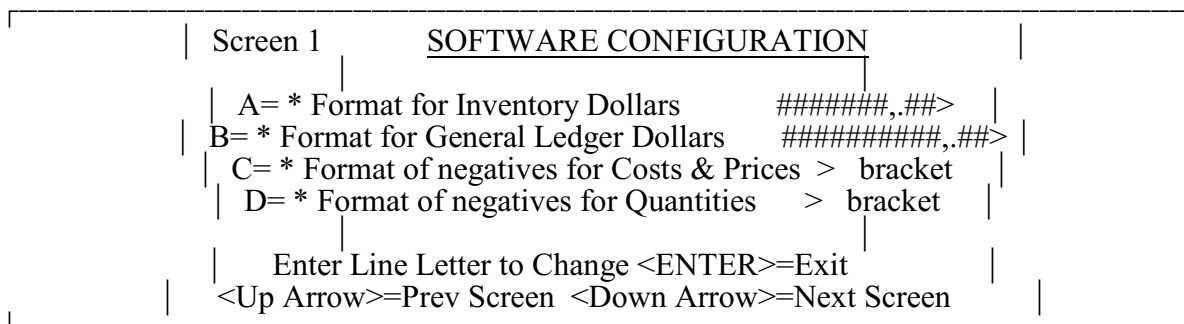 Screen 1 SOFTWARE CONFIGURATION
A= * Format for Inventory Dollars #######,.##>
B= * Format for General Ledger Dollars ##########,.##>
C= * Format of negatives for Costs & Prices > bracket
D= * Format of negatives for Quantities > bracket
Enter Line Letter to Change <ENTER>=Exit
<Up Arrow>=Prev Screen <Down Arrow>=Next Screen